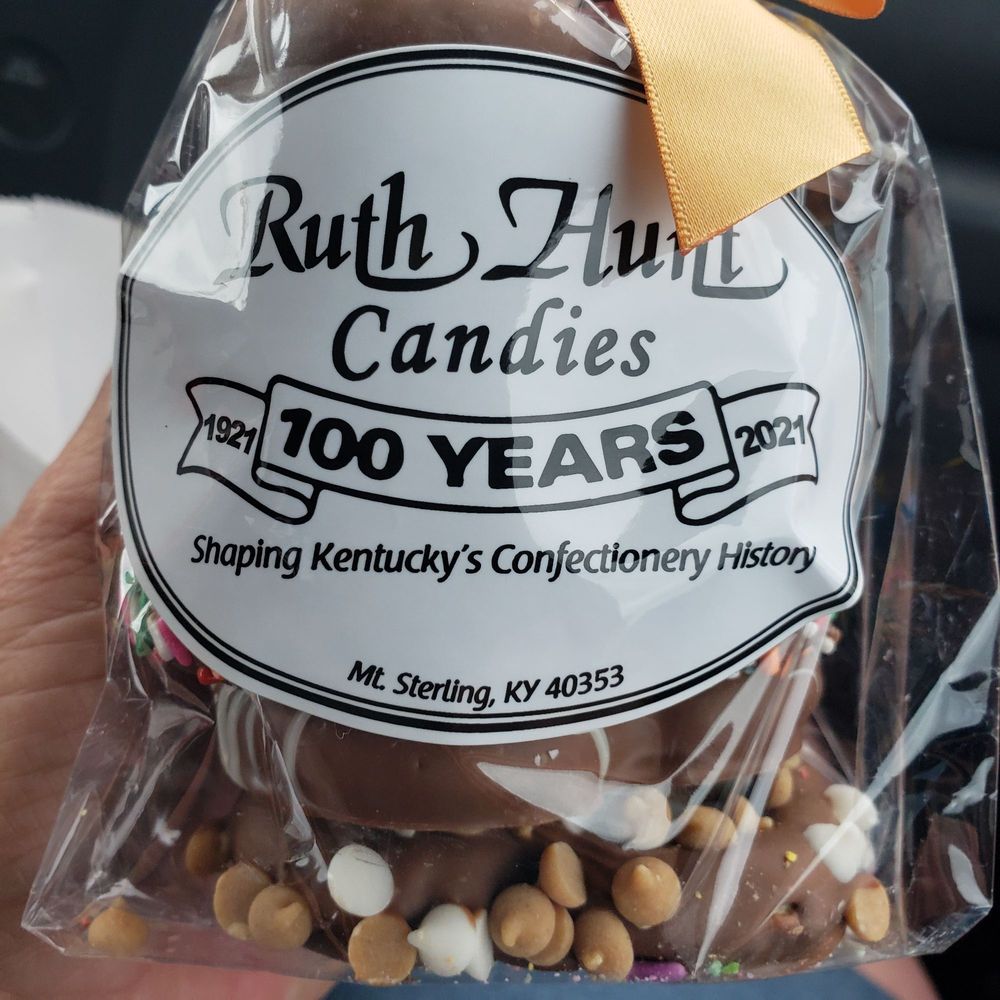 Ruth Hunt
Candies
1921 100 YEARS 2021
Shaping Kentucky's Confectionery History
Mt. Sterling, KY 40353